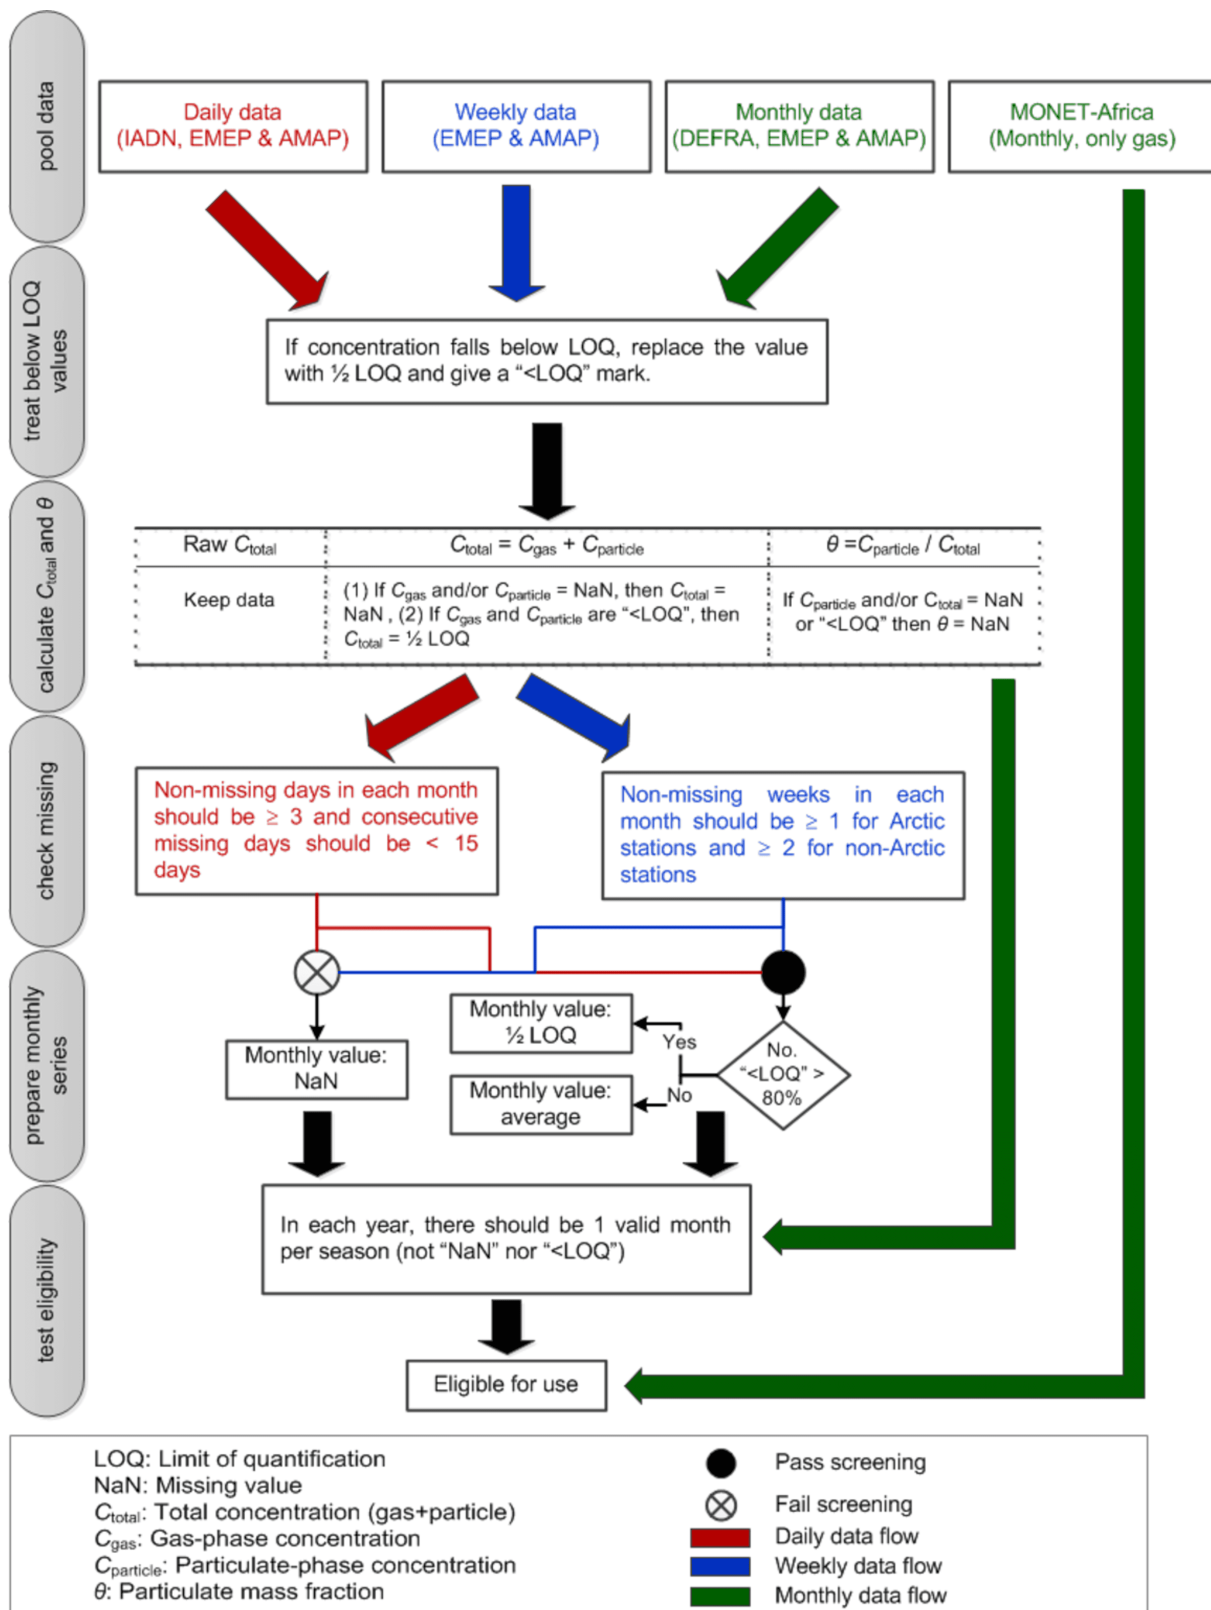 pool data
Daily data
(IADN, EMEP & AMAP)
Weekly data
(EMEP & AMAP)
Monthly data
(DEFRA, EMEP & AMAP)
MONET-Africa
(Monthly, only gas)
treat below LOQ
values
If concentration falls below LOQ, replace the value
with ½ LOQ and give a “<LOQ” mark.
calculate Ctotal and θ
Raw Ctotal
Ctotal = Cgas + Cparticle
θ =Cparticle / Ctotal
Keep data
(1) If Cgas and/or Cparticle = NaN, then Ctotal =
NaN , (2) If Cgas and Cparticle are “<LOQ”, then
Ctotal = ½ LOQ
If Cparticle and/or Ctotal = NaN
or “<LOQ” then θ = NaN
check missing
Non-missing days in each month
should be ≥ 3 and consecutive
missing days should be < 15
days
Non-missing weeks in each
month should be ≥ 1 for Arctic
stations and ≥ 2 for non-Arctic
stations
prepare monthly
series
Monthly value:
NaN
Monthly value:
½ LOQ
Yes
Monthly value:
average
No
No.
“<LOQ” >
80%
test eligibility
In each year, there should be 1 valid month
per season (not “NaN” nor “<LOQ”)
Eligible for use
LOQ: Limit of quantification
NaN: Missing value
Ctotal: Total concentration (gas+particle)
Cgas: Gas-phase concentration
Cparticle: Particulate-phase concentration
θ: Particulate mass fraction
Pass screening
Fail screening
Daily data flow
Weekly data flow
Monthly data flow